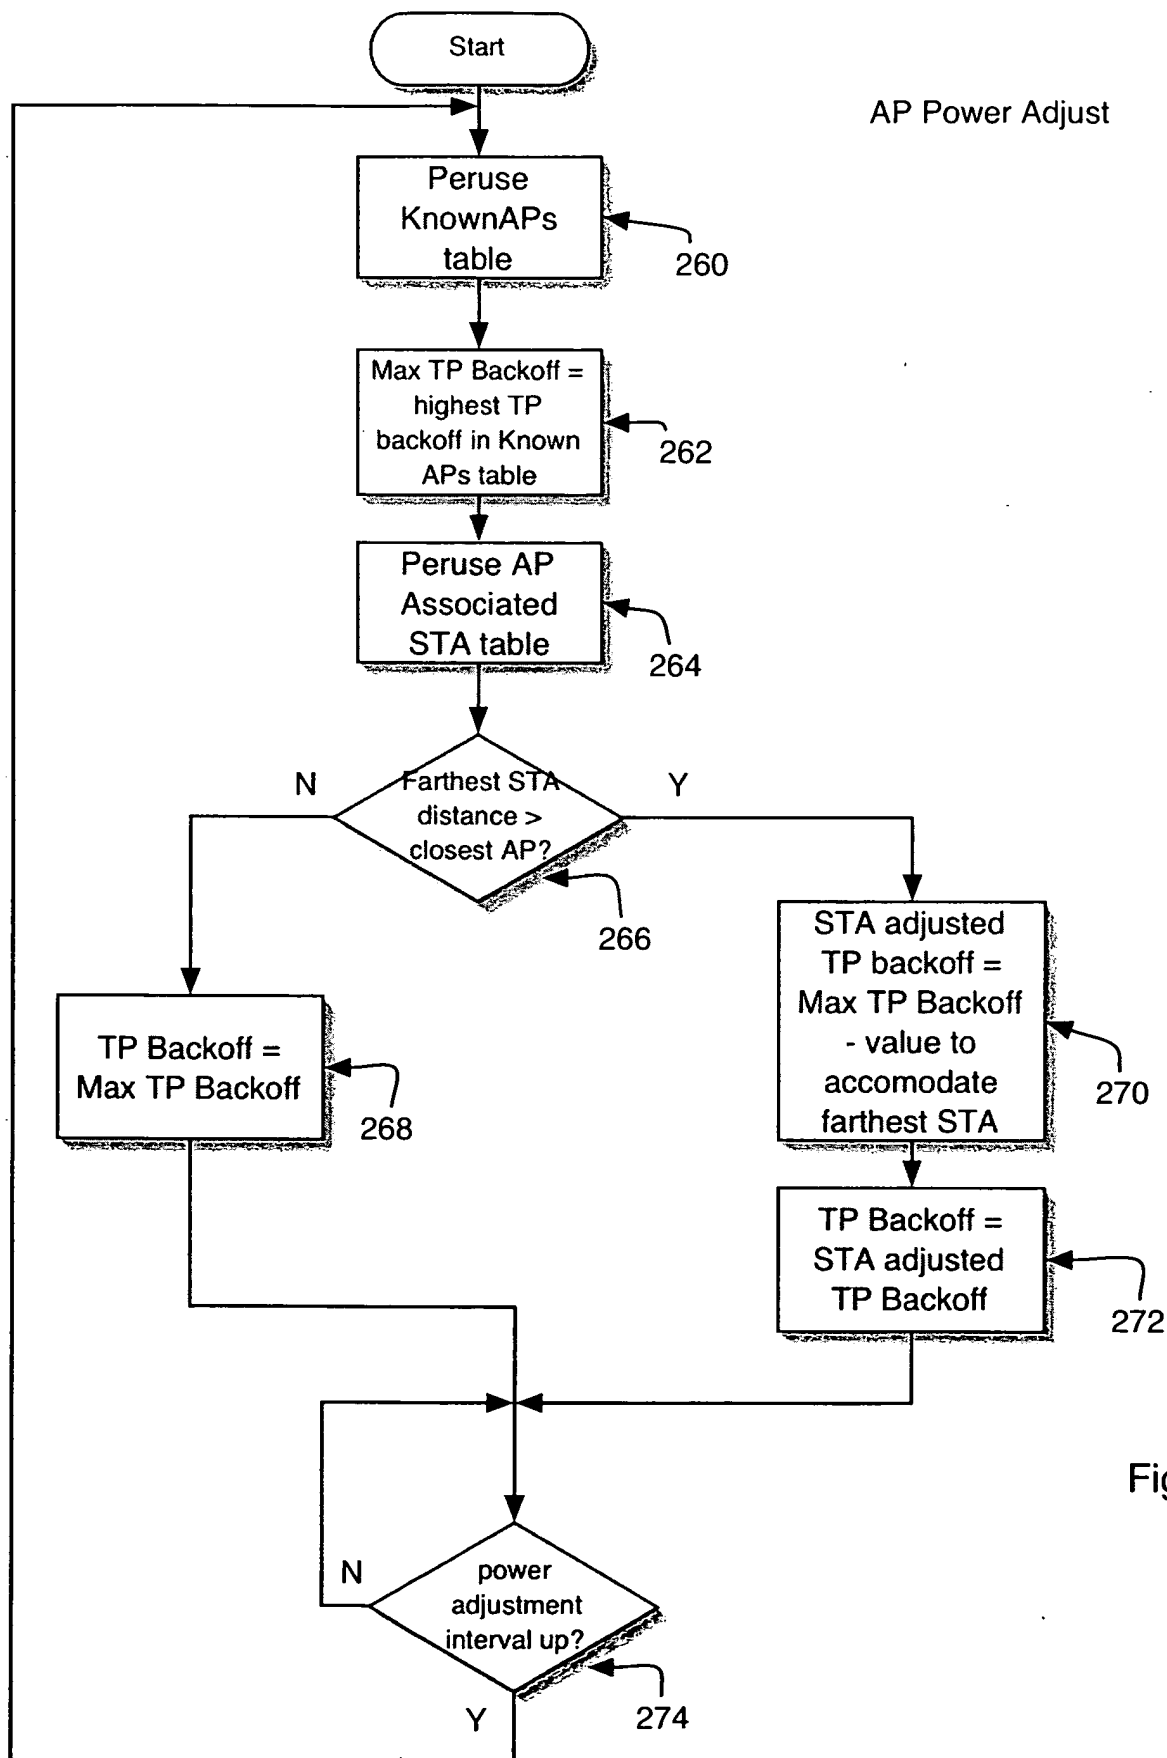 Start
AP Power Adjust
Peruse
KnownAPs
table
260
Max TP Backoff =
highest TP
backoff in Known
APs table
262
Peruse AP
Associated
STA table
264
N
Farthest STA
distance >
closest AP?
Y
266
STA adjusted
TP backoff =
Max TP Backoff
- value to
accomodate
farthest STA
270
TP Backoff =
Max TP Backoff
268
TP Backoff =
STA adjusted
TP Backoff
272
Fig
N
power
adjustment
interval up?
274
Y